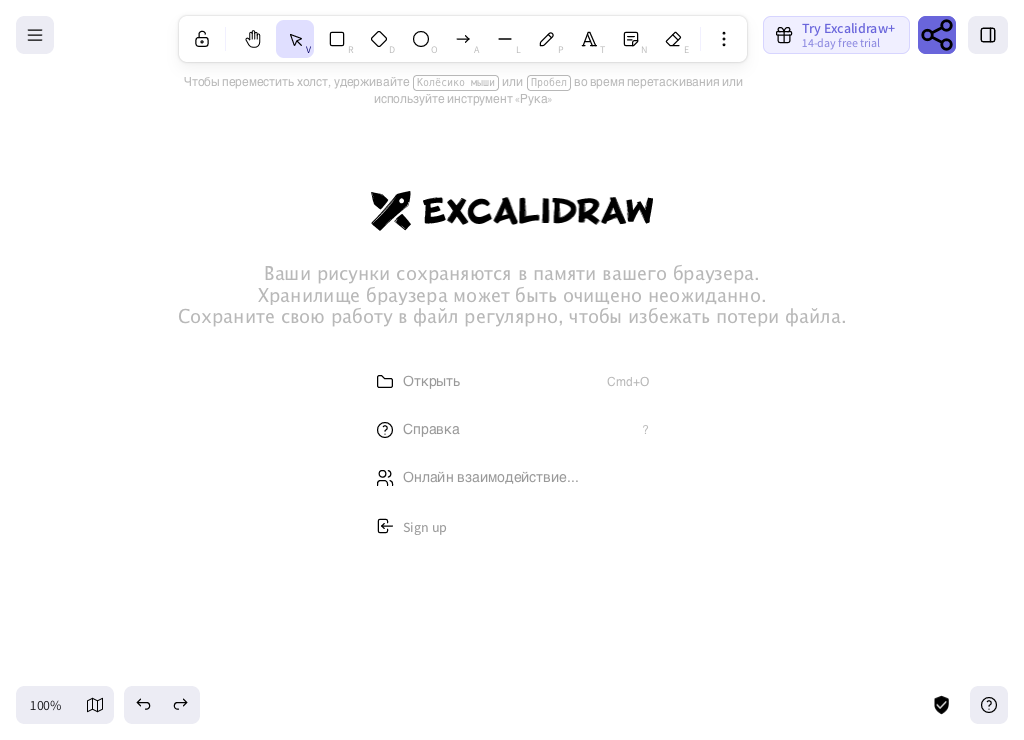 V
R
D
O
A
L
P
T
N
E
Try Excalidraw+
14-day free trial
Чтобы переместить холст, удерживайте Колёсико мыши или Пробел во время перетаскивания или
используйте инструмент «Рука»
EXCALIDRAW
Ваши рисунки сохраняются в памяти вашего браузера.
Хранилище браузера может быть очищено неожиданно.
Сохраните свою работу в файл регулярно, чтобы избежать потери файла.
Открыть Cmd+O
Справка ?
Онлайн взаимодействие...
Sign up
100%